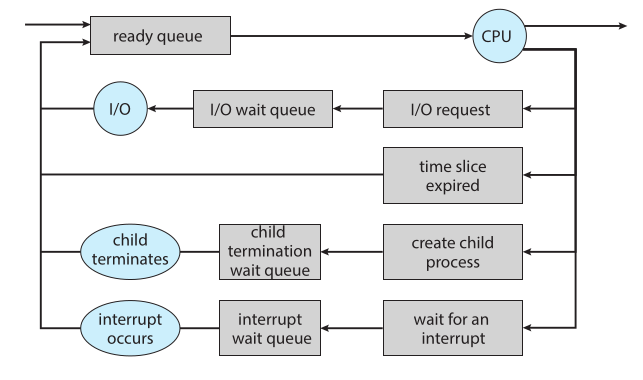 ready queue
CPU
I/O
I/O wait queue
I/O request
time slice
expired
child
terminates
child
termination
wait queue
create child
process
interrupt
occurs
interrupt
wait queue
wait for an
interrupt